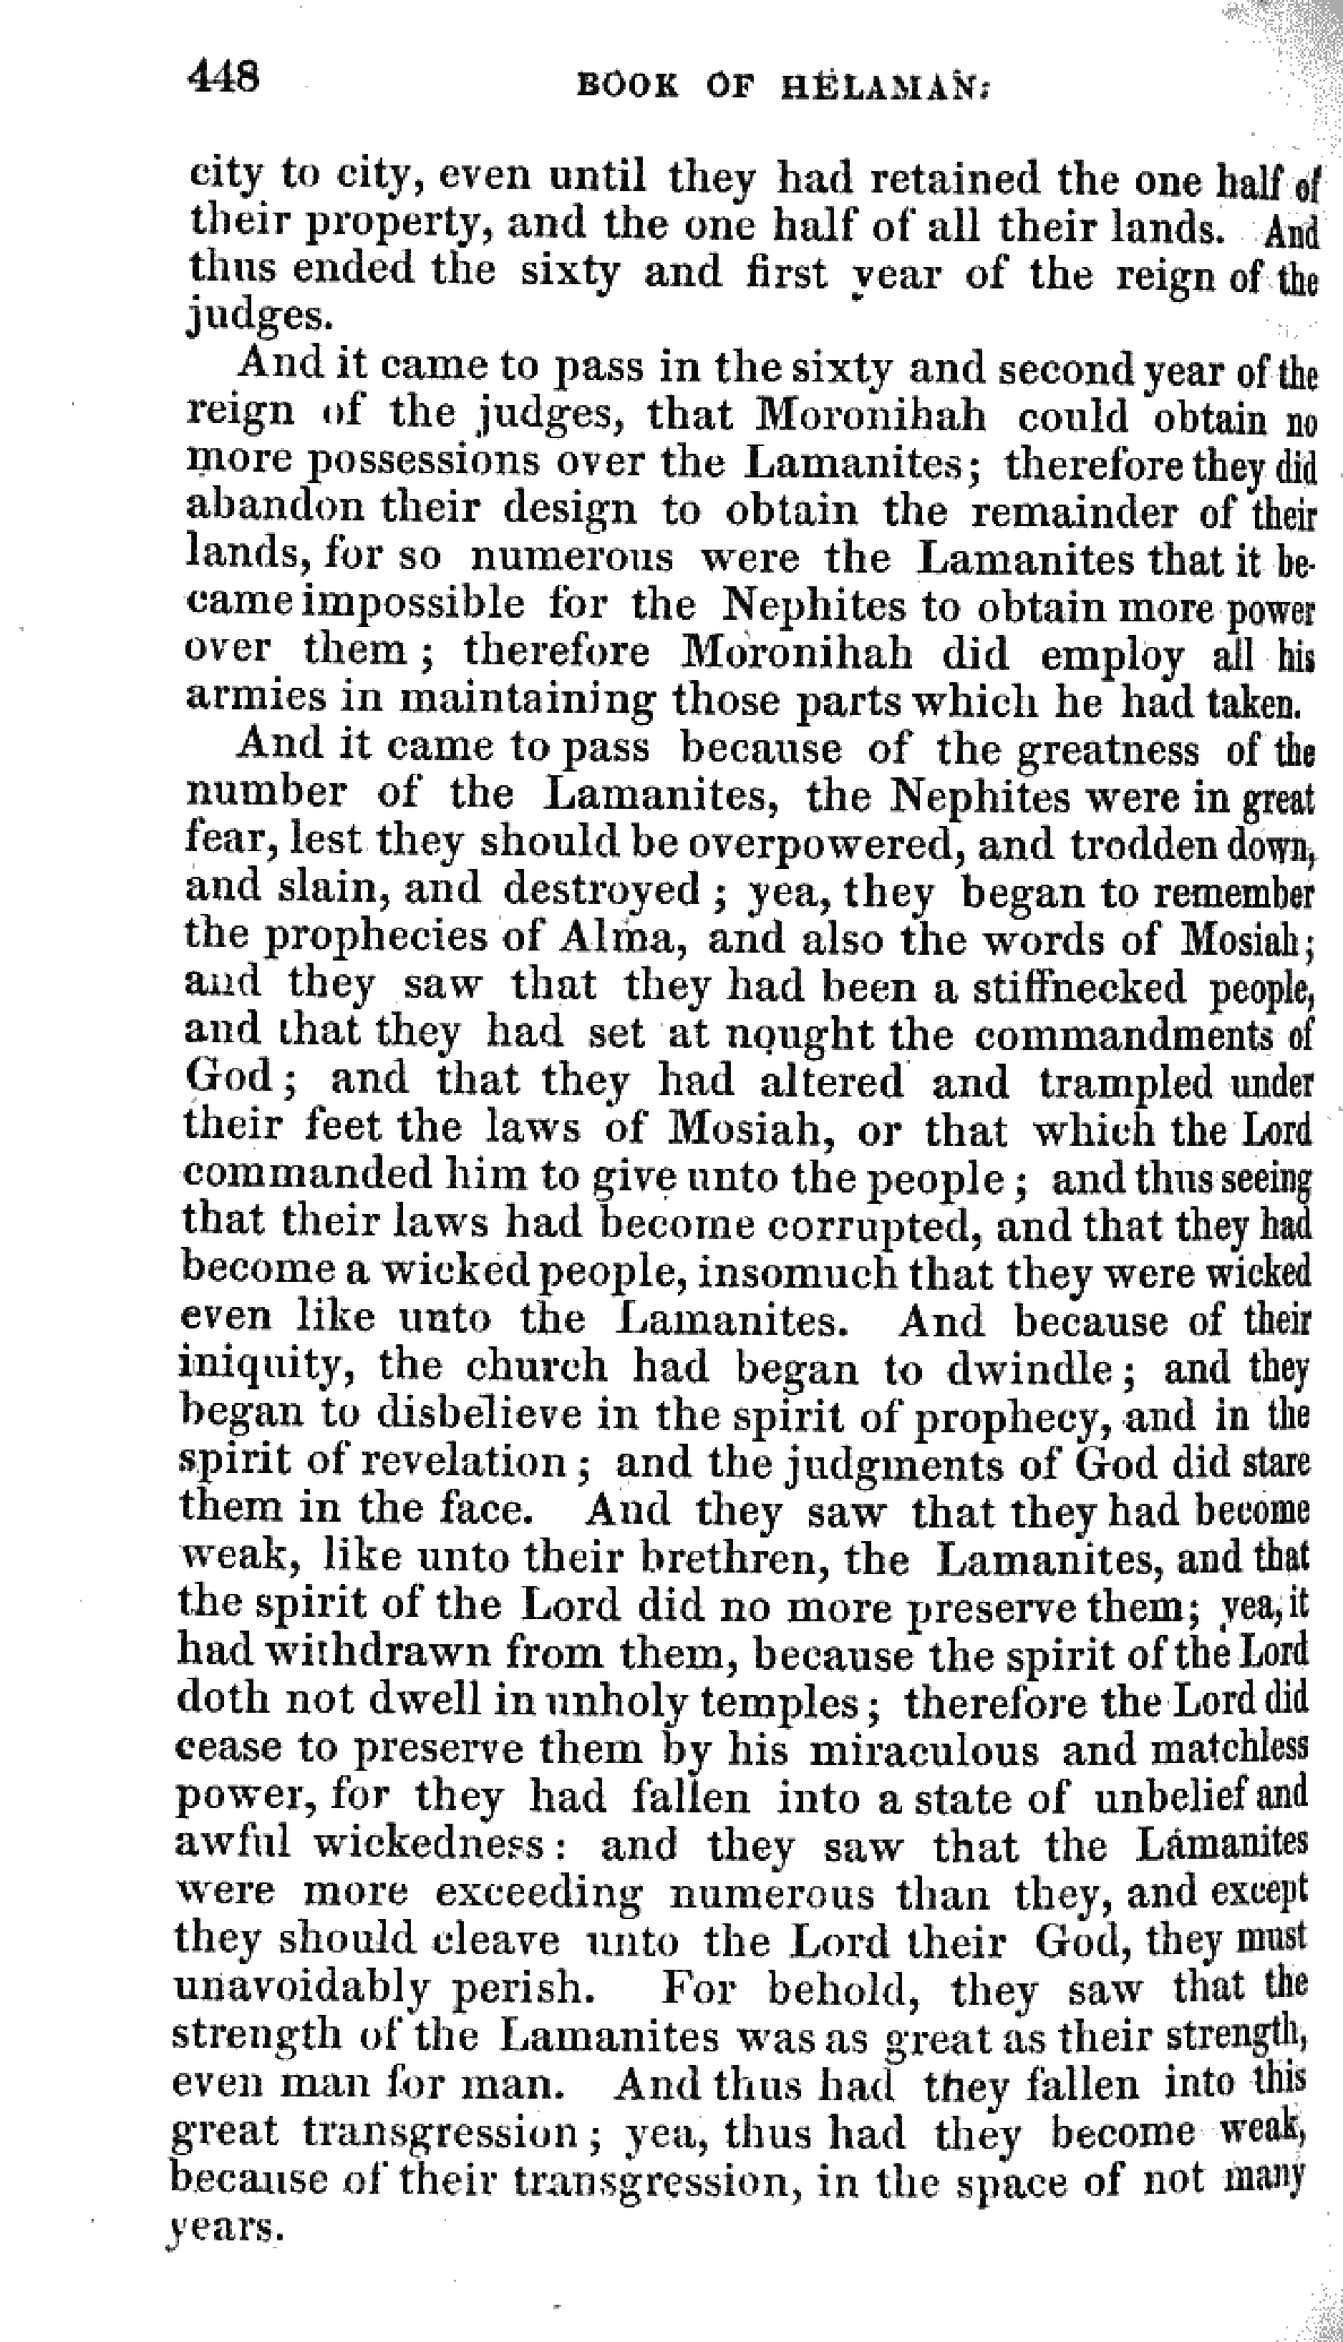 448 BOOK OF HELAMAN:
city to city, even until they had retained the one half of
their property, and the one half of all their lands. And
thus ended the sixty and first year of the reign of the
judges.
And it came to pass in the sixty and second year of the
reign of the judges, that Moronihah could obtain no
more possessions over the Lamanites; therefore they did
abandon their design to obtain the remainder of their
lands, for so numerous were the Lamanites that it be-
came impossible for the Nephites to obtain more power
over them; therefore Moronihah did employ all his
armies in maintaining those parts which he had taken.
And it came to pass because of the greatness of the
number of the Lamanites, the Nephites were in great
fear, lest they should be overpowered, and trodden down,
and slain, and destroyed; yea, they began to remember
the prophecies of Alma, and also the words of Mosiah;
and they saw that they had been a stiffnecked people,
and that they had set at nought the commandments of
God; and that they had altered and trampled under
their feet the laws of Mosiah, or that which the Lord
commanded him to give unto the people; and thus seeing
that their laws had become corrupted, and that they had
become a wicked people, insomuch that they were wicked
even like unto the Lamanites. And because of their
iniquity, the church had began to dwindle; and they
began to disbelieve in the spirit of prophecy, and in the
spirit of revelation; and the judgments of God did stare
them in the face. And they saw that they had become
weak, like unto their brethren, the Lamanites, and that
the spirit of the Lord did no more preserve them; yea, it
had withdrawn from them, because the spirit of the Lord
doth not dwell in unholy temples; therefore the Lord did
cease to preserve them by his miraculous and matchless
power, for they had fallen into a state of unbelief and
awful wickedness: and they saw that the Lamanites
were more exceeding numerous than they, and except
they should cleave unto the Lord their God, they must
unavoidably perish. For behold, they saw that the
strength of the Lamanites was as great as their strength,
even man for man. And thus had they fallen into this
great transgression; yea, thus had they become weak,
because of their transgression, in the space of not many
years.